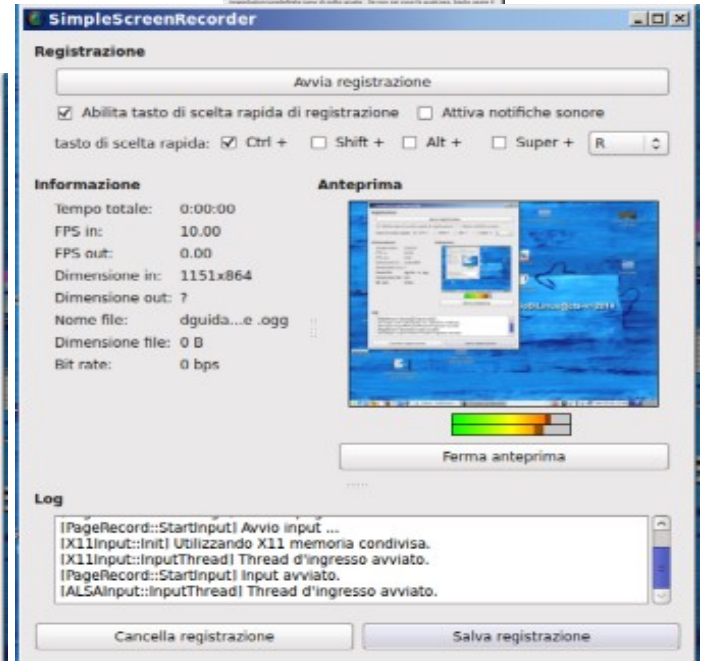 SimpleScreenRecorder
Registrazione
Avvia registrazione
Abilita tasto di scelta rapida di registrazione Attiva notifiche sonore
tasto di scelta rapida: Ctrl + Shift + Alt + Super + R
Informazione
Tempo totale: 0:00:00
FPS in: 10.00
FPS out: 0.00
Dimensione in: 1151x864
Dimensione out: ?
Nome file: dguida...e .ogg
Dimensione file: 0 B
Bit rate: 0 bps
Anteprima
Ferma anteprima
Log
[PageRecord::StartInput] Avvio input ...
[X11Input::Init] Utilizzando X11 memoria condivisa.
[X11Input::InputThread] Thread d'ingresso avviato.
[PageRecord::StartInput] Input avviato.
[ALSAInput::InputThread] Thread d'ingresso avviato.
Cancella registrazione Salva registrazione